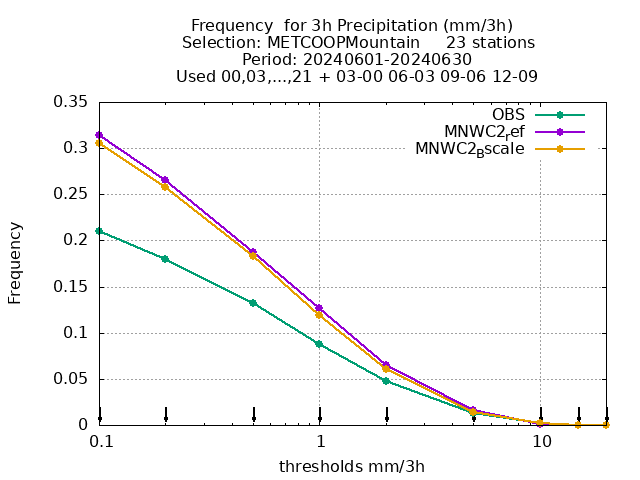 Frequency  for 3h Precipitation (mm/3h)
Selection: METCOOPMountain     23 stations
Period: 20240601-20240630
Used 00,03,...,21 + 03-00 06-03 09-06 12-09
OBS
MNWC2ref
MNWC2Bscale
0.35
0.3
0.25
0.2
0.15
0.1
0.05
0
Frequency
0.1 1 10
thresholds mm/3h